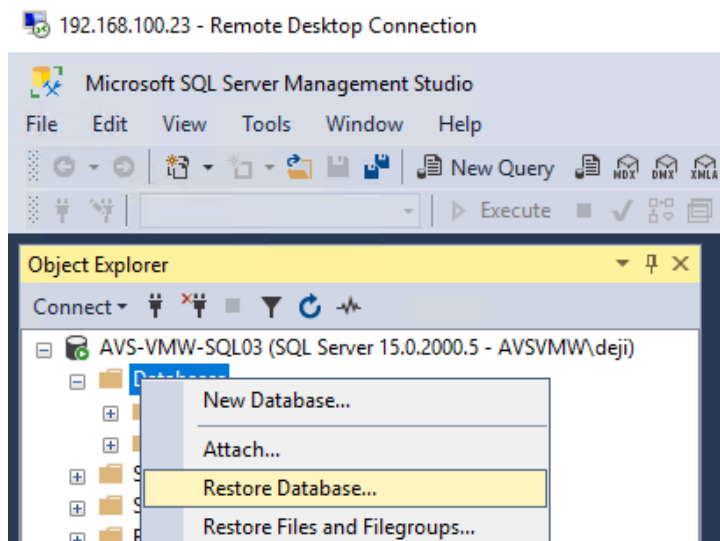 192.168.100.23 - Remote Desktop Connection
Microsoft SQL Server Management Studio
File Edit View Tools Window Help
New Query MDX DMX XMLA
Execute
Object Explorer
Connect
AVS-VMW-SQL03 (SQL Server 15.0.2000.5 - AVSVMW\deji)
Databases
New Database...
Attach...
Restore Database...
Restore Files and Filegroups...